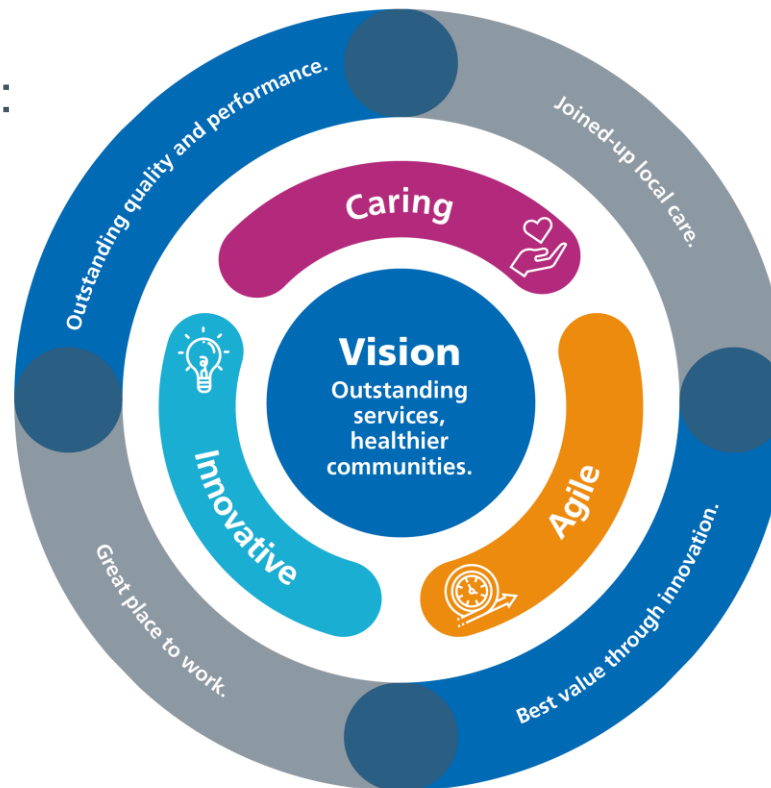 :
Outstanding quality and performance.
Joined-up local care.
Caring
Vision
Outstanding
services,
healthier
communities.
Innovative
Agile
Great place to work.
Best value through innovation.